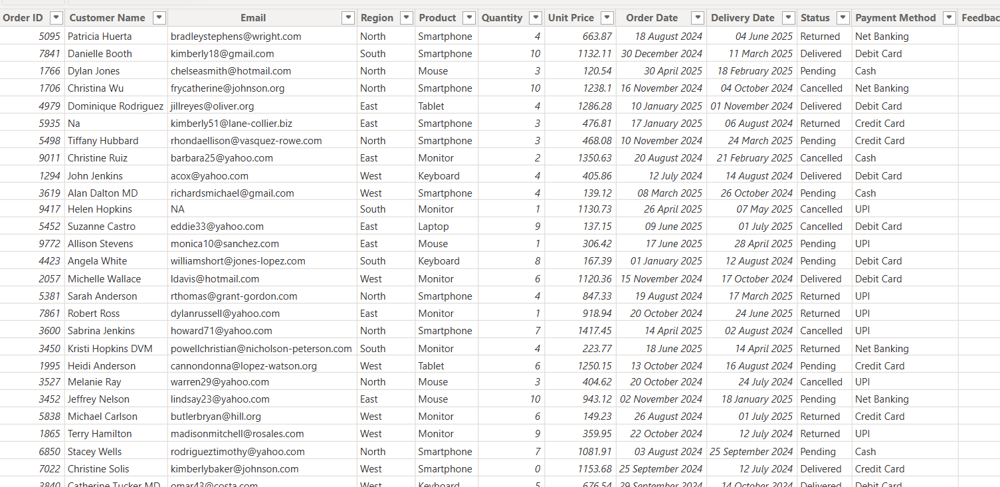 Order ID Customer Name Email Region Product Quantity Unit Price Order Date Delivery Date Status Payment Method Feedbac
5095 Patricia Huerta bradleystephens@wright.com North Smartphone 4 663.87 18 August 2024 04 June 2025 Returned Net Banking
7841 Danielle Booth kimberly18@gmail.com South Smartphone 10 1132.11 30 December 2024 11 March 2025 Delivered Debit Card
1766 Dylan Jones chelseasmith@hotmail.com North Mouse 3 120.54 30 April 2025 18 February 2025 Pending Cash
1706 Christina Wu frycatherine@johnson.org North Smartphone 10 1238.1 16 November 2024 04 October 2024 Cancelled Net Banking
4979 Dominique Rodriguez jillreyes@oliver.org East Tablet 4 1286.28 10 January 2025 01 November 2024 Delivered Debit Card
5935 Na kimberly51@lane-collier.biz East Smartphone 3 476.81 17 January 2025 06 August 2024 Returned Credit Card
5498 Tiffany Hubbard rhondaellison@vasquez-rowe.com North Smartphone 3 468.08 10 November 2024 24 March 2025 Pending Credit Card
9011 Christine Ruiz barbara25@yahoo.com East Monitor 2 1350.63 20 August 2024 21 February 2025 Cancelled Cash
1294 John Jenkins acox@yahoo.com West Keyboard 4 405.86 12 July 2024 14 August 2024 Delivered Debit Card
3619 Alan Dalton MD richardsmichael@gmail.com West Smartphone 4 139.12 08 March 2025 26 October 2024 Pending Cash
9417 Helen Hopkins NA South Monitor 1 1130.73 26 April 2025 07 May 2025 Cancelled UPI
5452 Suzanne Castro eddie33@yahoo.com East Laptop 9 137.15 09 June 2025 01 July 2025 Cancelled Debit Card
9772 Allison Stevens monica10@sanchez.com East Mouse 1 306.42 17 June 2025 28 April 2025 Pending UPI
4423 Angela White williamshort@jones-lopez.com South Keyboard 8 167.39 01 January 2025 12 August 2024 Pending Debit Card
2057 Michelle Wallace ldavis@hotmail.com West Monitor 6 1120.36 15 November 2024 17 October 2024 Delivered Debit Card
5381 Sarah Anderson rthomas@grant-gordon.com North Smartphone 4 847.33 19 August 2024 17 March 2025 Returned UPI
7861 Robert Ross dylanrussell@yahoo.com East Monitor 1 918.94 20 October 2024 24 June 2025 Returned UPI
3600 Sabrina Jenkins howard71@yahoo.com North Smartphone 7 1417.45 14 April 2025 02 August 2024 Cancelled UPI
3450 Kristi Hopkins DVM powellchristian@nicholson-peterson.com South Monitor 4 223.77 18 June 2025 14 April 2025 Returned Net Banking
1995 Heidi Anderson cannondonna@lopez-watson.org West Tablet 6 1250.15 13 October 2024 16 August 2024 Pending Credit Card
3527 Melanie Ray warren29@yahoo.com North Mouse 3 404.62 20 October 2024 24 July 2024 Cancelled UPI
3452 Jeffrey Nelson lindsay23@yahoo.com East Mouse 10 943.12 02 November 2024 18 January 2025 Pending Net Banking
5838 Michael Carlson butlerbryan@hill.org West Monitor 6 149.23 26 August 2024 01 July 2025 Returned Credit Card
1865 Terry Hamilton madisonmitchell@rosales.com West Monitor 9 359.95 22 October 2024 12 July 2024 Returned UPI
6850 Stacey Wells rodrigueztimothy@yahoo.com North Smartphone 7 1081.91 03 August 2024 25 September 2024 Pending Cash
7022 Christine Solis kimberlybaker@johnson.com West Smartphone 0 1153.68 25 September 2024 12 July 2024 Delivered Credit Card
3840 Catherine Tucker MD omar43@costa.com West Keyboard 5 676.54 29 September 2024 14 October 2024 Delivered Debit Card